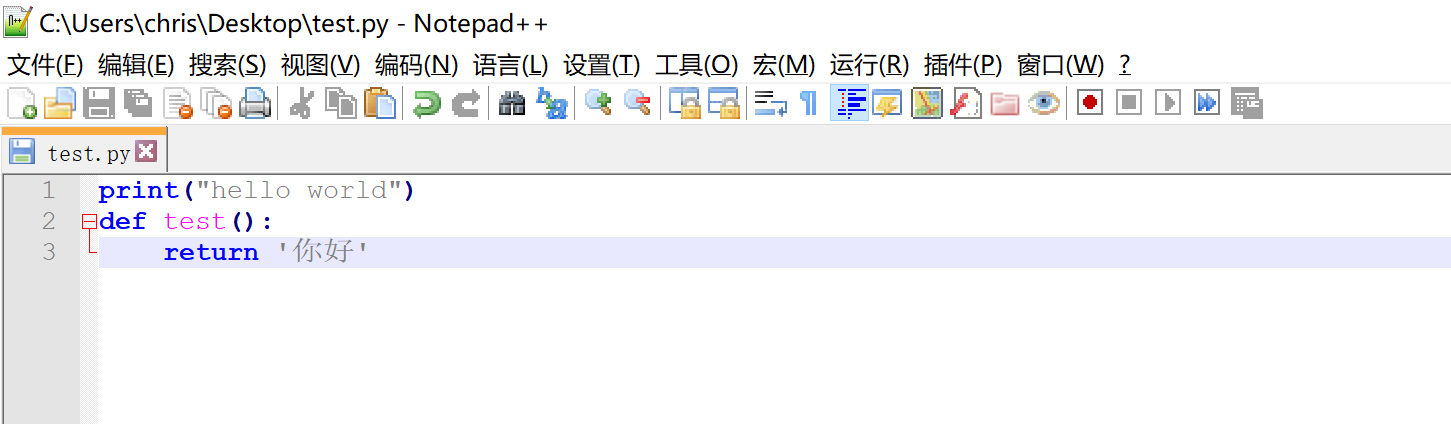 C:\Users\chris\Desktop\test.py - Notepad++
文件(F) 编辑(E) 搜索(S) 视图(V) 编码(N) 语言(L) 设置(T) 工具(O) 宏(M) 运行(R) 插件(P) 窗口(W) ?
test.py
1 print("hello world")
2 def test():
3     return '你好'